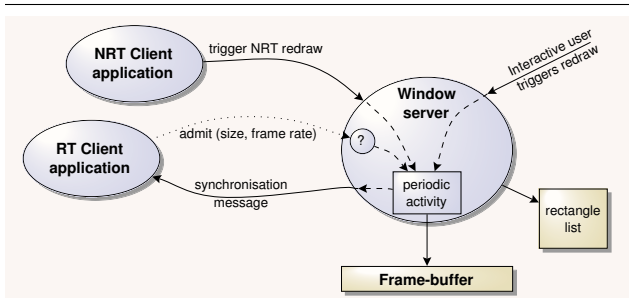 NRT Client
application
trigger NRT redraw
Interactive user
triggers redraw
Window
server
RT Client
application
admit (size, frame rate)
?
synchronisation
message
periodic
activity
rectangle
list
Frame-buffer